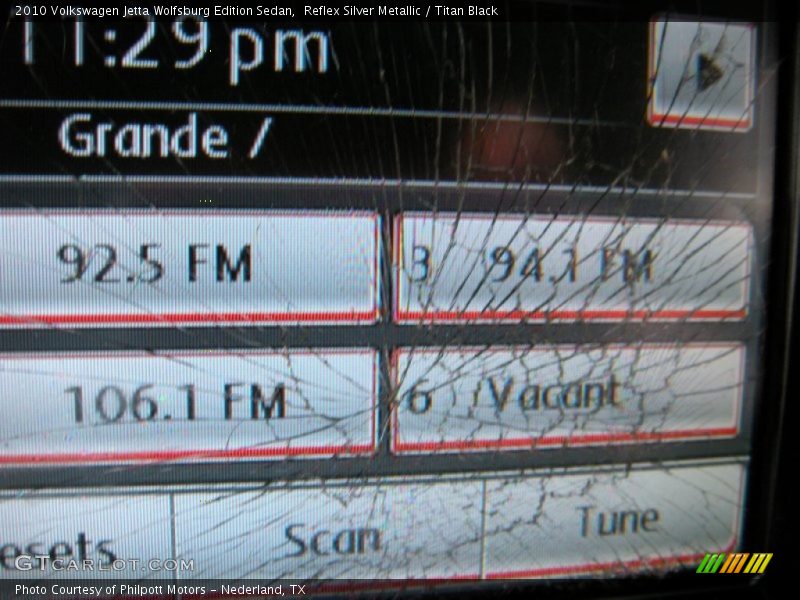 2010 Volkswagen Jetta Wolfsburg Edition Sedan,  Reflex Silver Metallic / Titan Black
11:29 pm
Grande /
92.5 FM
3 94.1 FM
106.1 FM
6 Vacant
esets
Scan
Tune
GTCARLOT.COM
Photo Courtesy of Philpott Motors - Nederland, TX